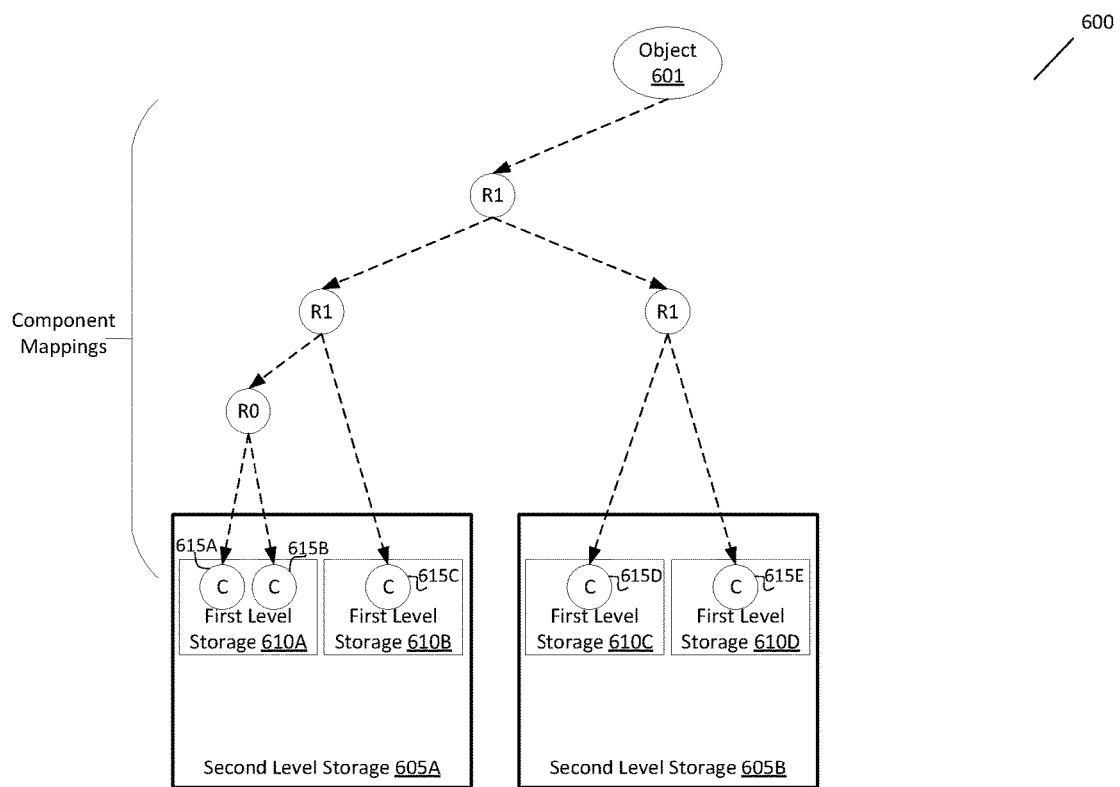 600
Object
601
R1
R1
R1
Component
Mappings
R0
615A
615B
C
C
C
615C
C
615D
C
615E
First Level
Storage 610A
First Level
Storage 610B
First Level
Storage 610C
First Level
Storage 610D
Second Level Storage 605A
Second Level Storage 605B